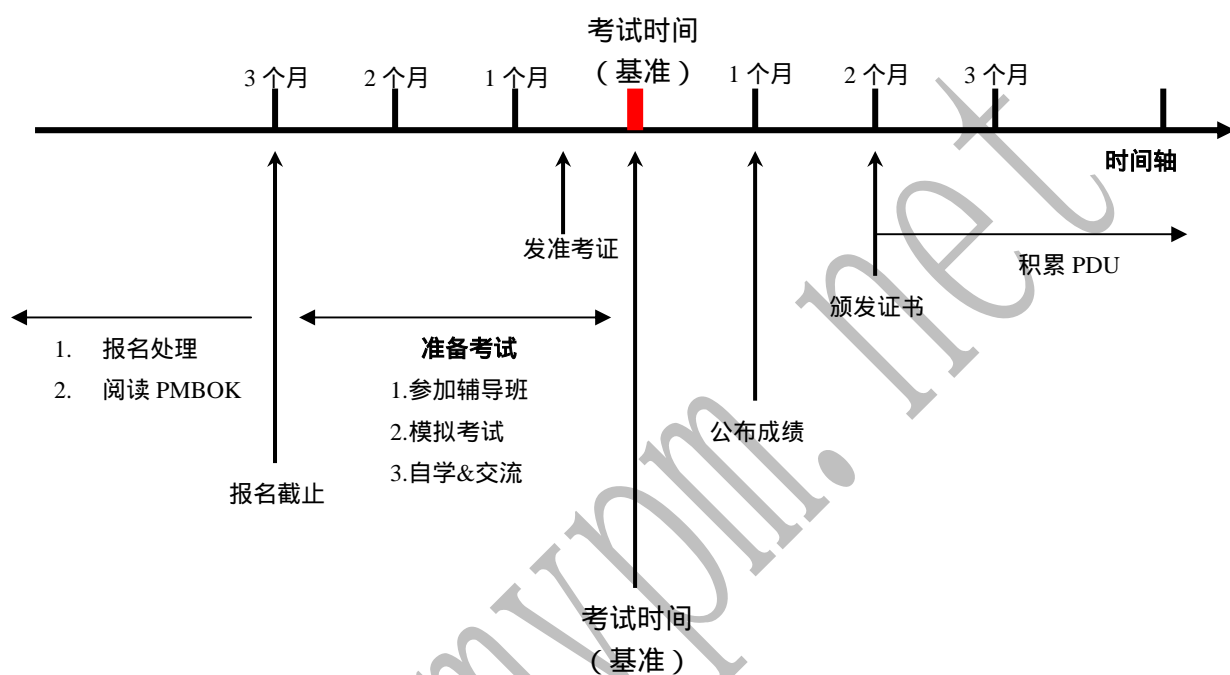 考试时间
（基准）
3 个月
2 个月
1 个月
1 个月
2 个月
3 个月
时间轴
发准考证
积累 PDU
颁发证书
1. 报名处理
2. 阅读 PMBOK
准备考试
1.参加辅导班
2.模拟考试
3.自学&交流
公布成绩
报名截止
考试时间
（基准）
mypm. net